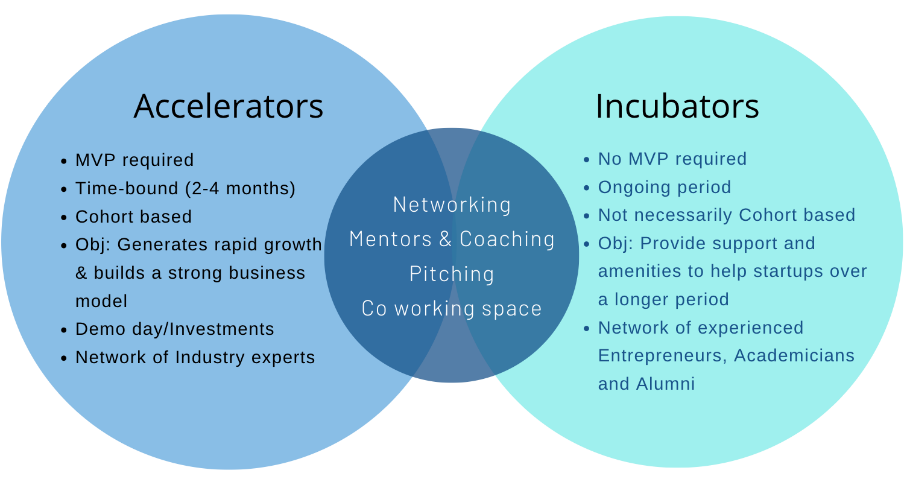 Accelerators
• MVP required
• Time-bound (2-4 months)
• Cohort based
• Obj: Generates rapid growth
& builds a strong business
model
• Demo day/Investments
• Network of Industry experts
Networking
Mentors & Coaching
Pitching
Co working space
Incubators
• No MVP required
• Ongoing period
• Not necessarily Cohort based
• Obj: Provide support and
amenities to help startups over
a longer period
• Network of experienced
Entrepreneurs, Academicians
and Alumni